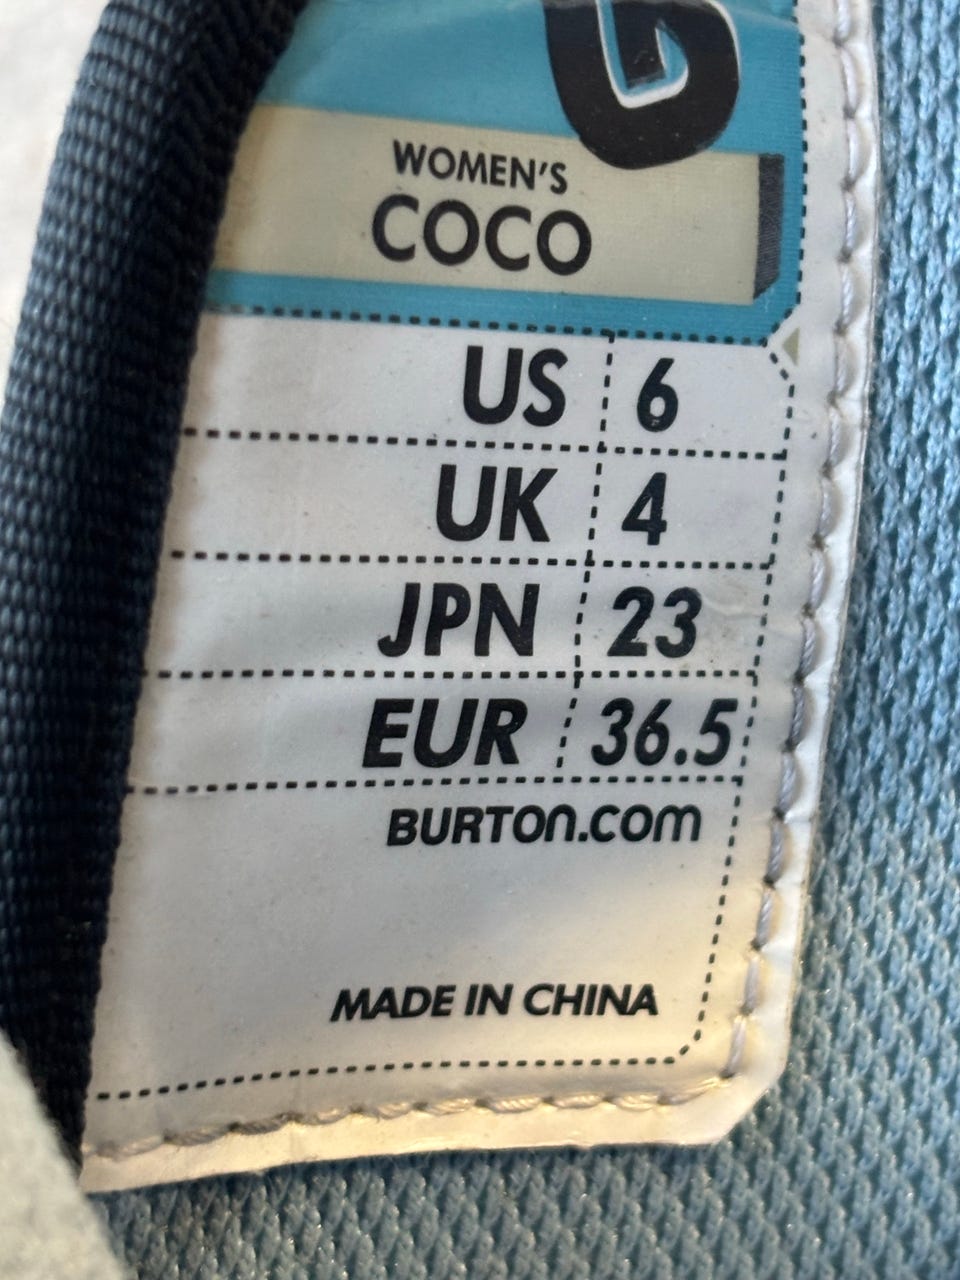 WOMEN'S
COCO
US 6
UK 4
JPN 23
EUR 36.5
BURTON.COM
MADE IN CHINA